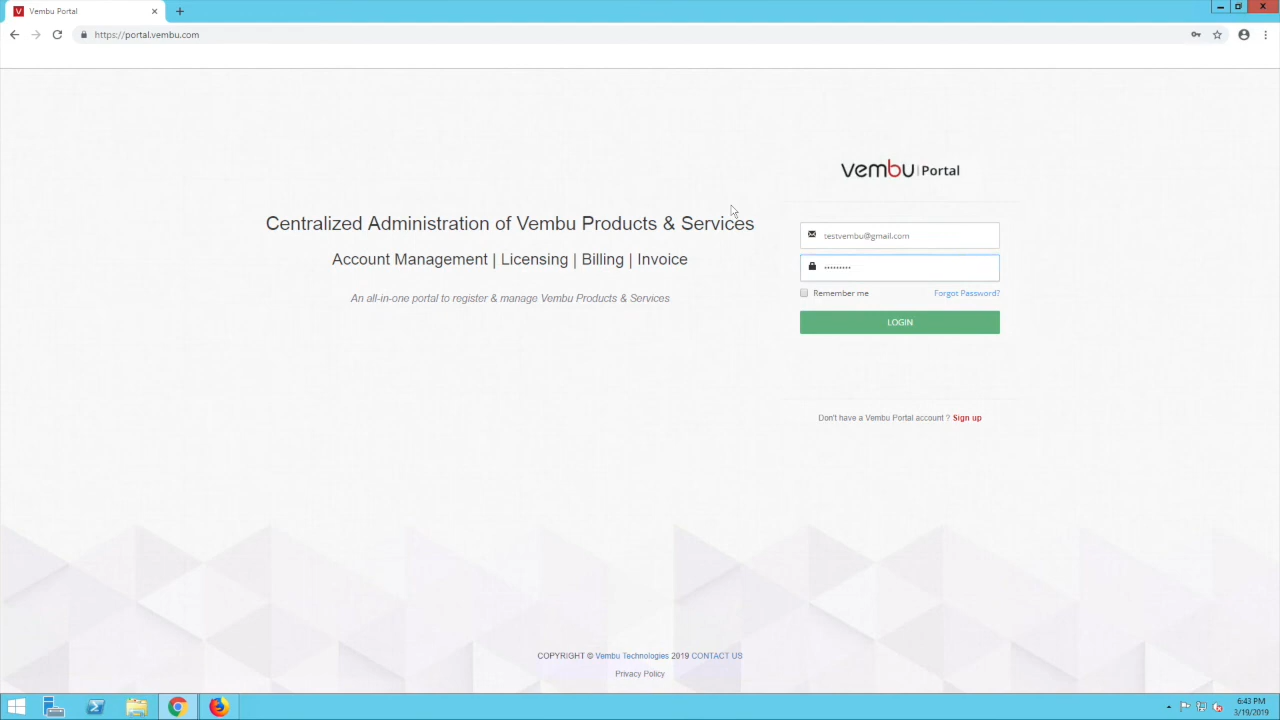 Vembu Portal
https://portal.vembu.com
vembu | Portal
Centralized Administration of Vembu Products & Services
Account Management | Licensing | Billing | Invoice
An all-in-one portal to register & manage Vembu Products & Services
testvembu@gmail.com
•••••••••
Remember me
Forgot Password?
LOGIN
Don't have a Vembu Portal account ? Sign up
COPYRIGHT © Vembu Technologies 2019 CONTACT US
Privacy Policy
6:43 PM
3/19/2019